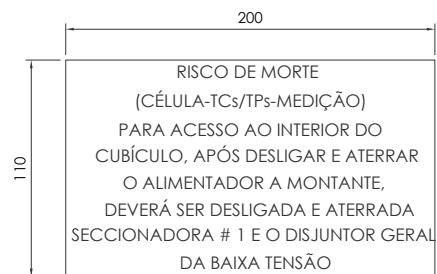 200
110
RISCO DE MORTE
(CÉLULA-TCs/TPs-MEDIÇÃO)
PARA ACESSO AO INTERIOR DO
CUBÍCULO, APÓS DESLIGAR E ATERRAR
O ALIMENTADOR A MONTANTE,
DEVERÁ SER DESLIGADA E ATERRADA
SECCIONADORA # 1 E O DISJUNTOR GERAL
DA BAIXA TENSÃO